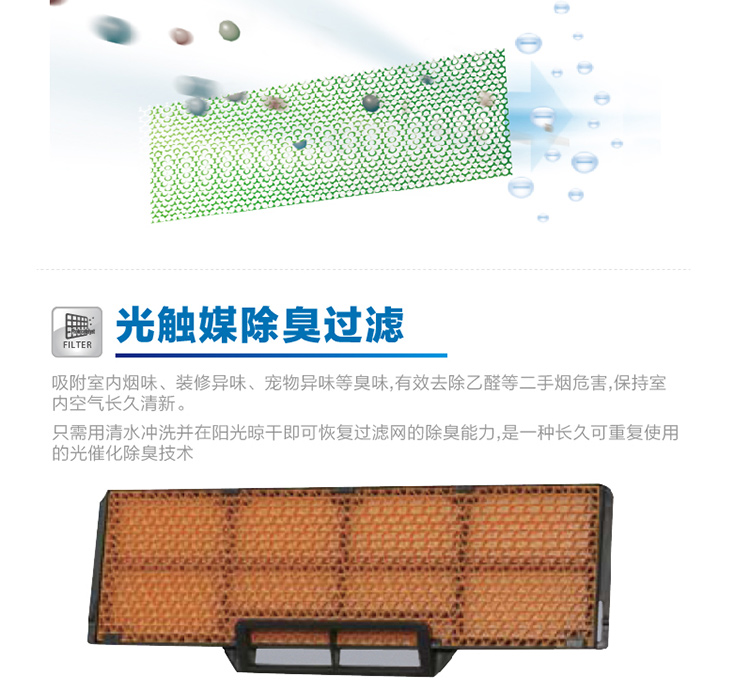 光触媒除臭过滤
FILTER
吸附室内烟味、装修异味、宠物异味等臭味,有效去除乙醛等二手烟危害,保持室
内空气长久清新。
只需用清水冲洗并在阳光晾干即可恢复过滤网的除臭能力,是一种长久可重复使用
的光催化除臭技术